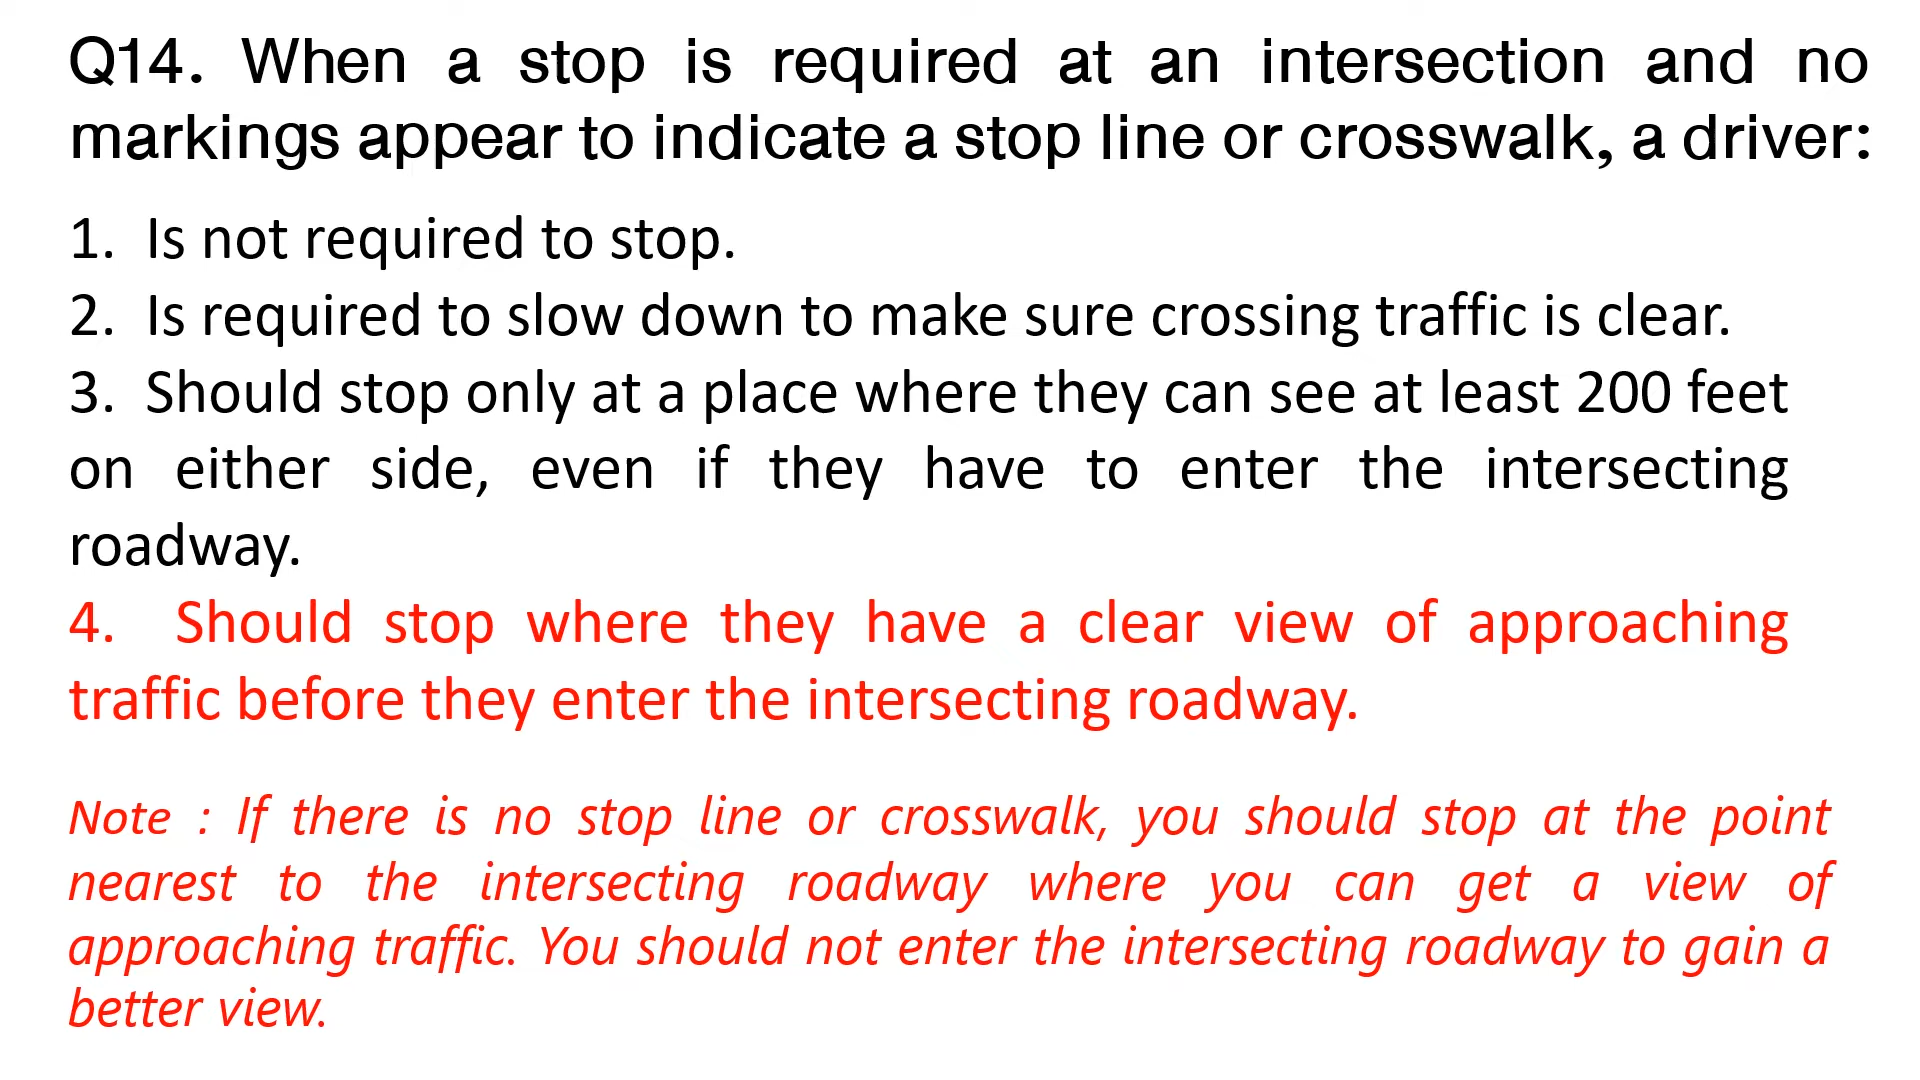 Q14. When a stop is required at an intersection and no
markings appear to indicate a stop line or crosswalk, a driver:
1. Is not required to stop.
2. Is required to slow down to make sure crossing traffic is clear.
3. Should stop only at a place where they can see at least 200 feet
on either side, even if they have to enter the intersecting
roadway.
4. Should stop where they have a clear view of approaching
traffic before they enter the intersecting roadway.
Note : If there is no stop line or crosswalk, you should stop at the point
nearest to the intersecting roadway where you can get a view of
approaching traffic. You should not enter the intersecting roadway to gain a
better view.